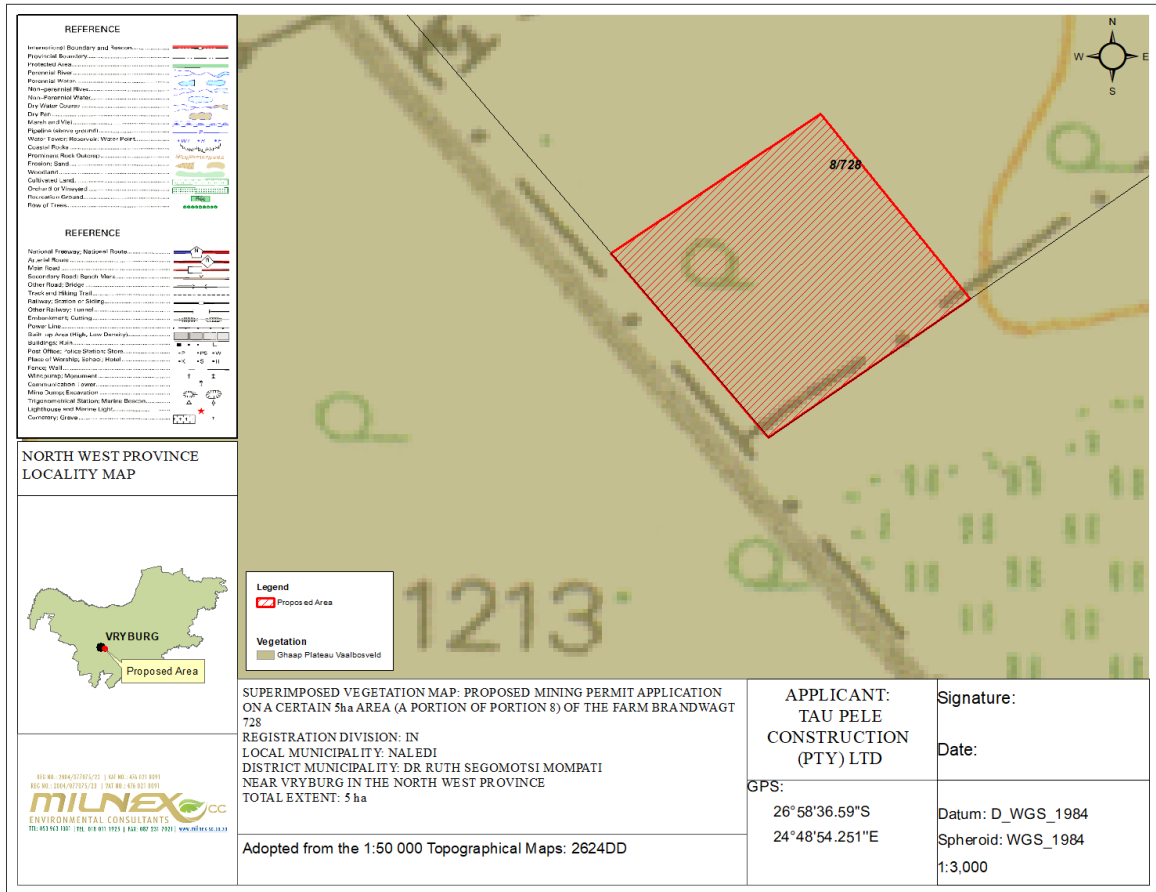 REFERENCE
International Boundary and Beacon
Provincial Boundary
Protected Area
Perennial River
Perennial Water
Non-perennial River
Non-Perennial Water
Dry Water Course
Dry Pan
Marsh and Vlei
Pipeline (above ground)
Water Tower; Reservoir; Water Point
Coastal Rocks
Prominent Rock Outcrop
Erosion; Sand
Woodland
Cultivated Land
Orchard or Vineyard
Recreation Ground
Row of Trees
REFERENCE
National Freeway; National Route
Arterial Route
Main Road
Secondary Road; Bench Mark
Other Road; Bridge
Track and Hiking Trail
Railway; Station or Siding
Other Railway; Tunnel
Embankment; Cutting
Power Line
Built-up Area (High, Low Density)
Buildings; Ruin
Post Office; Police Station; Store
Place of Worship; School; Hotel
Fence; Wall
Windpump; Monument
Communication Tower
Mine Dump; Excavation
Trigonometrical Station; Marine Beacon
Lighthouse and Marine Light
Cemetery; Grave
NORTH WEST PROVINCE
LOCALITY MAP
VRYBURG
Proposed Area
MILNEX CC
ENVIRONMENTAL CONSULTANTS
N
W E
S
8/728
1213
Legend
Proposed Area
Vegetation
Ghaap Plateau Vaalbosveld
SUPERIMPOSED VEGETATION MAP: PROPOSED MINING PERMIT APPLICATION
ON A CERTAIN 5ha AREA (A PORTION OF PORTION 8) OF THE FARM BRANDWAGT
728
REGISTRATION DIVISION: IN
LOCAL MUNICIPALITY: NALEDI
DISTRICT MUNICIPALITY: DR RUTH SEGOMOTSI MOMPATI
NEAR VRYBURG IN THE NORTH WEST PROVINCE
TOTAL EXTENT: 5 ha
Adopted from the 1:50 000 Topographical Maps: 2624DD
APPLICANT:
TAU PELE
CONSTRUCTION
(PTY) LTD
GPS:
26°58'36.59"S
24°48'54.251"E
Signature:
Date:
Datum: D_WGS_1984
Spheroid: WGS_1984
1:3,000